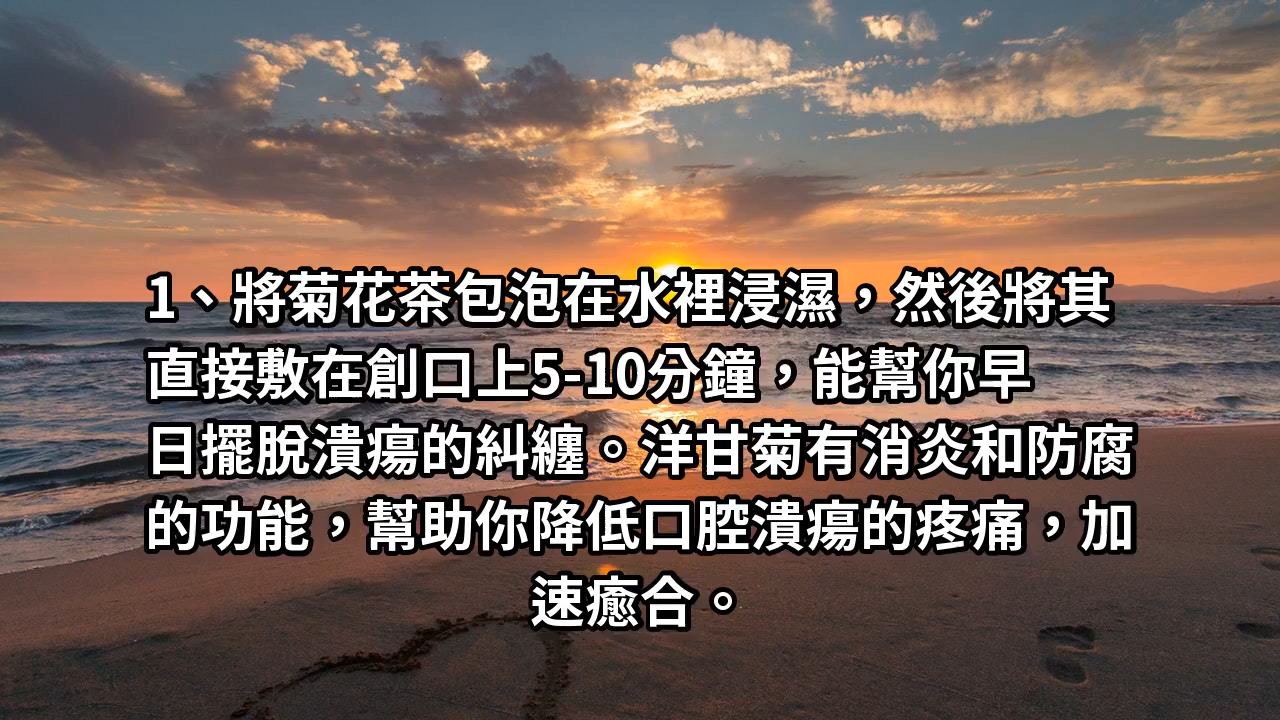 1、將菊花茶包泡在水裡浸濕，然後將其
直接敷在創口上5-10分鐘，能幫你早
日擺脫潰瘍的糾纏。洋甘菊有消炎和防腐
的功能，幫助你降低口腔潰瘍的疼痛，加
速癒合。